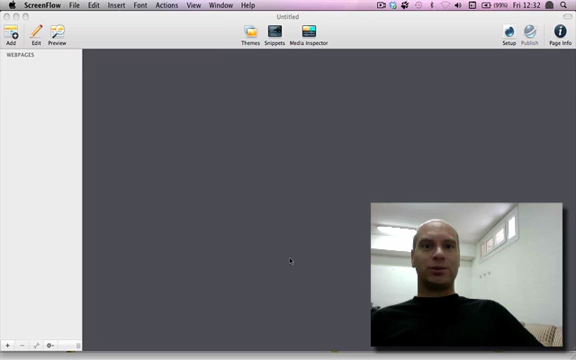 ScreenFlow File Edit Insert Font Actions View Window Help (99%) Fri 12:32
Untitled
Add Edit Preview Themes Snippets Media Inspector Setup Publish Page Info
WEBPAGES